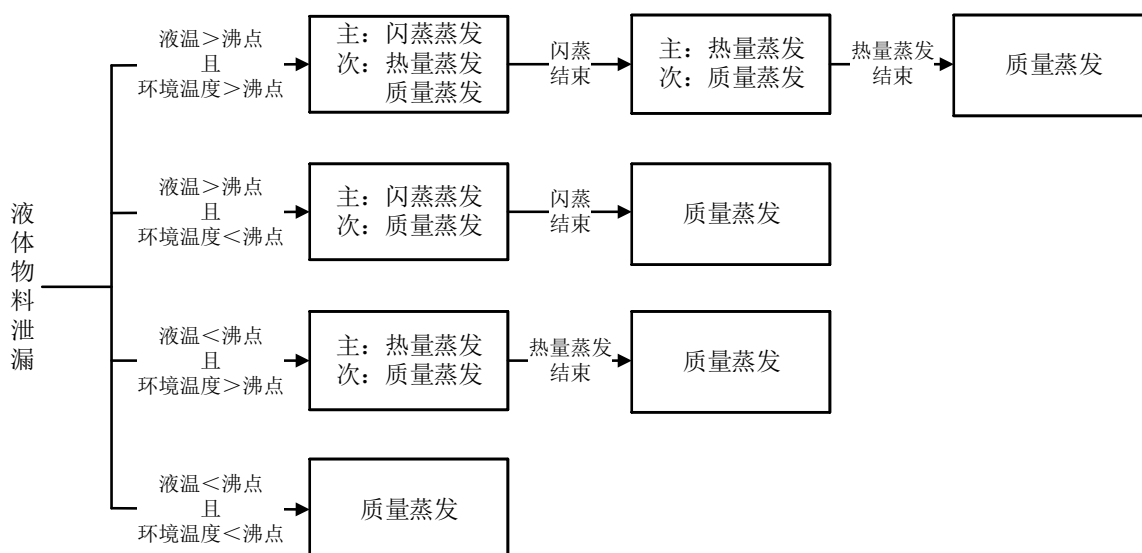 液体物料泄漏
液温＞沸点
且
环境温度＞沸点
主：闪蒸蒸发
次：热量蒸发
质量蒸发
闪蒸
结束
主：热量蒸发
次：质量蒸发
热量蒸发
结束
质量蒸发
液温＞沸点
且
环境温度＜沸点
主：闪蒸蒸发
次：质量蒸发
闪蒸
结束
质量蒸发
液温＜沸点
且
环境温度＞沸点
主：热量蒸发
次：质量蒸发
热量蒸发
结束
质量蒸发
液温＜沸点
且
环境温度＜沸点
质量蒸发